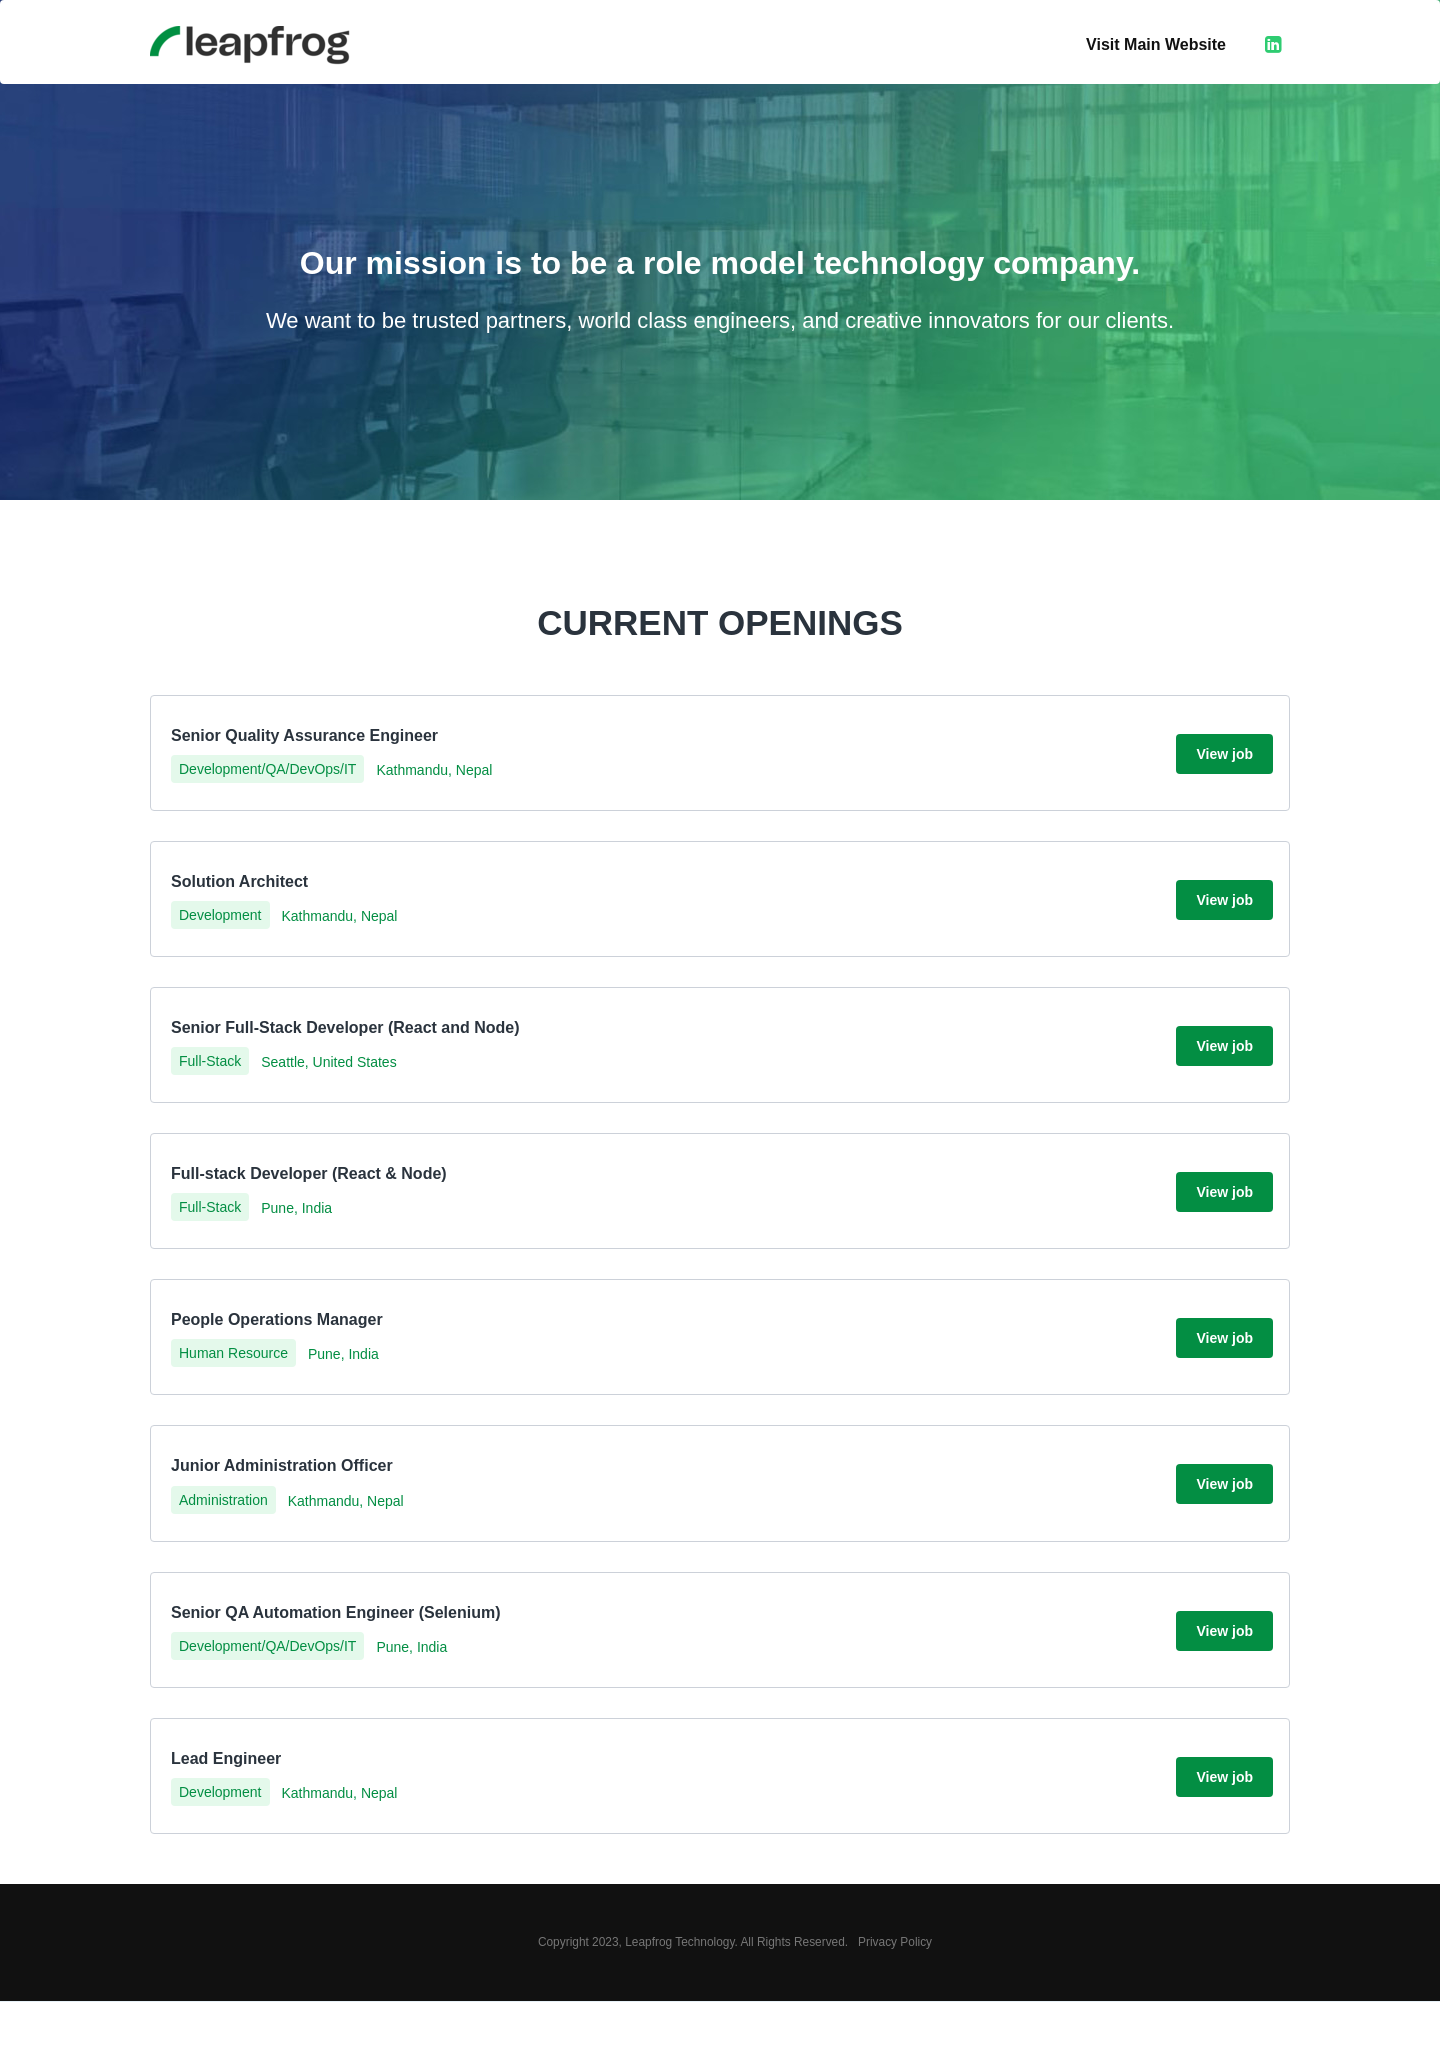 leapfrog
Visit Main Website
Our mission is to be a role model technology company.
We want to be trusted partners, world class engineers, and creative innovators for our clients.
CURRENT OPENINGS
Senior Quality Assurance Engineer
Development/QA/DevOps/IT Kathmandu, Nepal
View job
Solution Architect
Development Kathmandu, Nepal
View job
Senior Full-Stack Developer (React and Node)
Full-Stack Seattle, United States
View job
Full-stack Developer (React & Node)
Full-Stack Pune, India
View job
People Operations Manager
Human Resource Pune, India
View job
Junior Administration Officer
Administration Kathmandu, Nepal
View job
Senior QA Automation Engineer (Selenium)
Development/QA/DevOps/IT Pune, India
View job
Lead Engineer
Development Kathmandu, Nepal
View job
Copyright 2023, Leapfrog Technology. All Rights Reserved. Privacy Policy